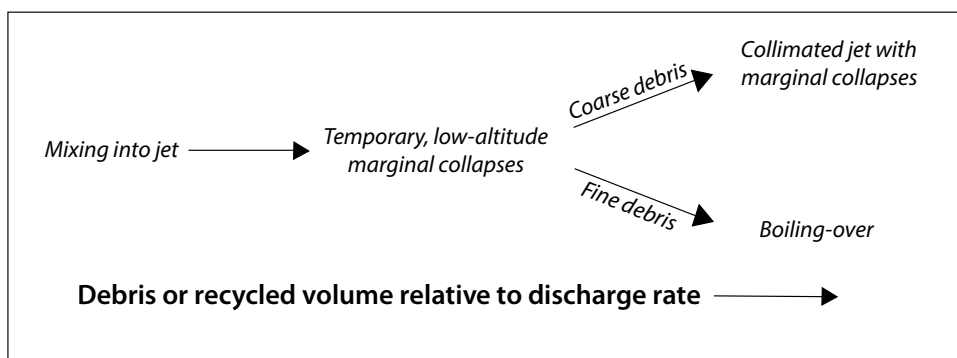 Mixing into jet
Temporary, low-altitude
marginal collapses
Coarse debris
Collimated jet with
marginal collapses
Fine debris
Boiling-over
Debris or recycled volume relative to discharge rate